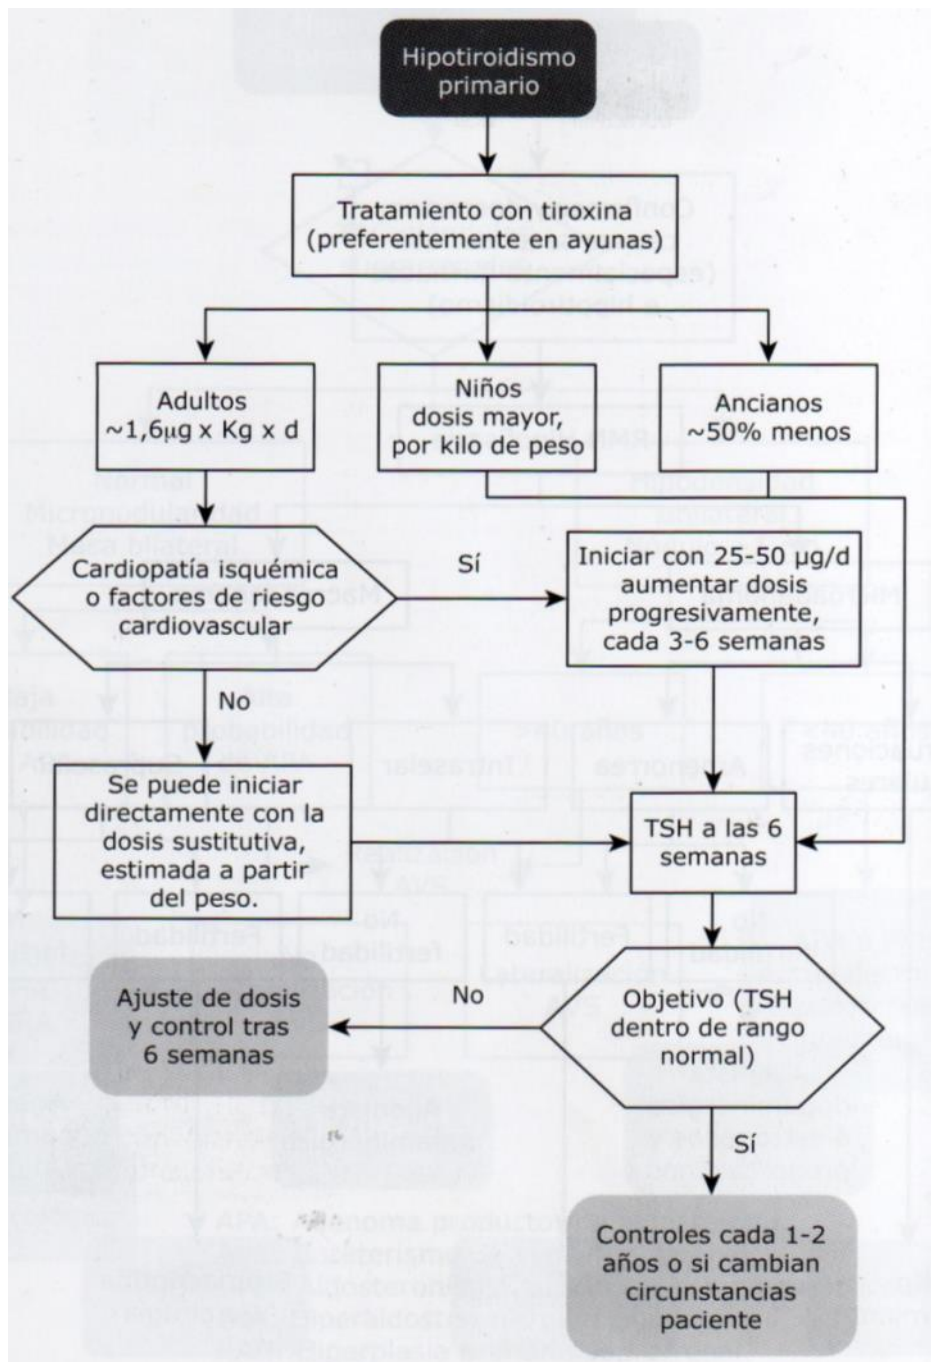 Hipotiroidismo
primario
Tratamiento con tiroxina
(preferentemente en ayunas)
Adultos
~1,6µg x Kg x d
Niños
dosis mayor,
por kilo de peso
Ancianos
~50% menos
Cardiopatía isquémica
o factores de riesgo
cardiovascular
Sí
Iniciar con 25-50 µg/d
aumentar dosis
progresivamente,
cada 3-6 semanas
No
Se puede iniciar
directamente con la
dosis sustitutiva,
estimada a partir
del peso.
TSH a las 6
semanas
Objetivo (TSH
dentro de rango
normal)
No
Ajuste de dosis
y control tras
6 semanas
Sí
Controles cada 1-2
años o si cambian
circunstancias
paciente